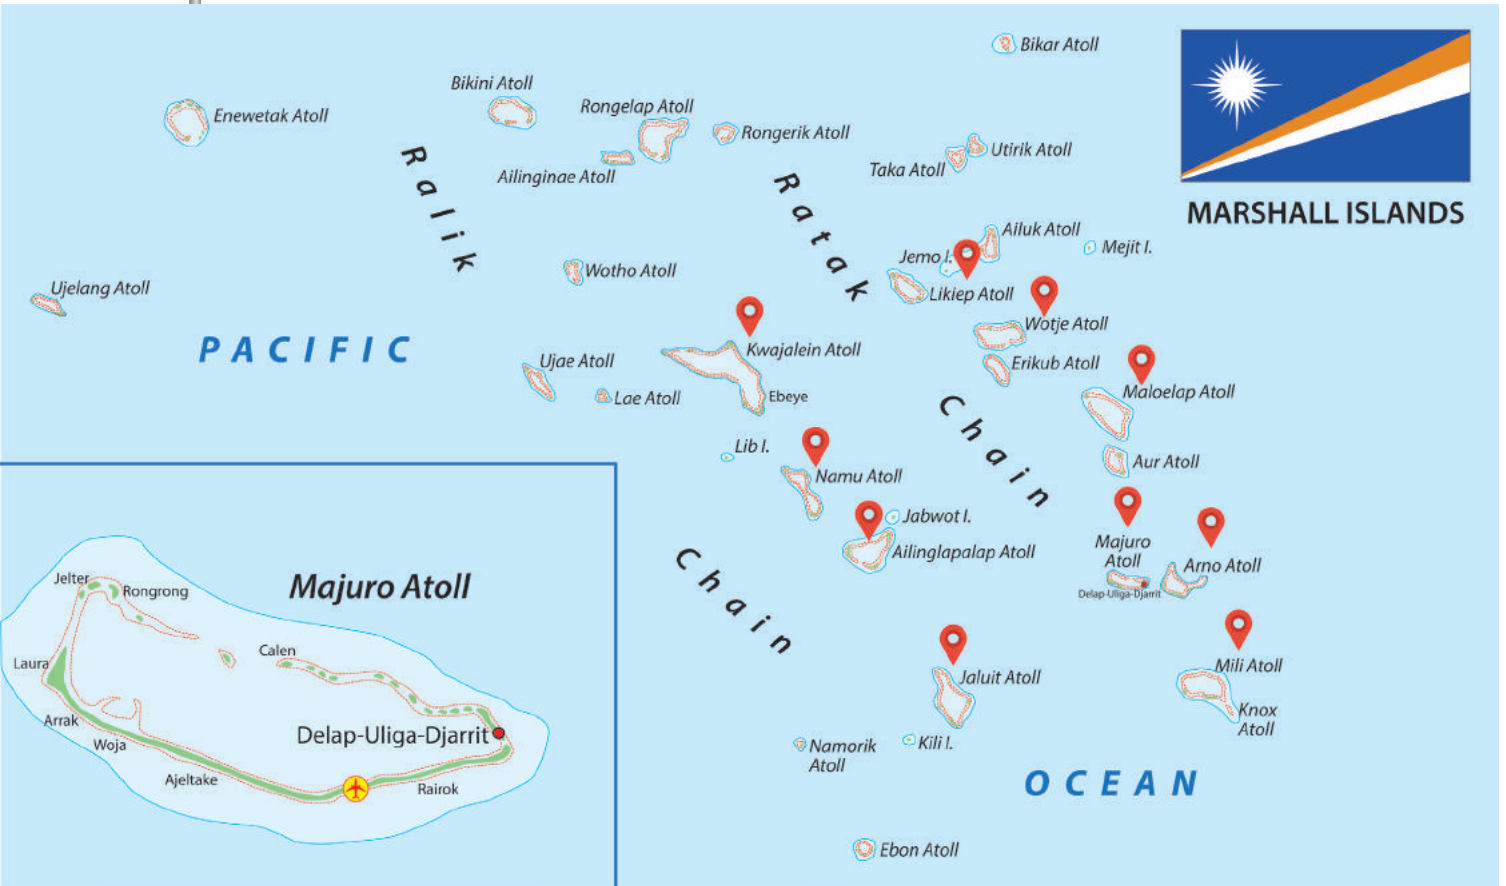 Bikar Atoll
Bikini Atoll
Enewetak Atoll
Rongelap Atoll
Rongerik Atoll
Utirik Atoll
Taka Atoll
Ailinginae Atoll
Ralik
Ratak
MARSHALL ISLANDS
Ailuk Atoll
Mejit I.
Jemo I.
Wotho Atoll
Ujelang Atoll
Likiep Atoll
Wotje Atoll
PACIFIC
Kwajalein Atoll
Ujae Atoll
Erikub Atoll
Lae Atoll
Ebeye
Maloelap Atoll
Chain
Lib I.
Aur Atoll
Namu Atoll
Jabwot I.
Ailinglapalap Atoll
Majuro
Atoll
Arno Atoll
Delap-Uliga-Djarrit
Chain
Mili Atoll
Jaluit Atoll
Knox
Atoll
Namorik
Atoll
Kili I.
OCEAN
Ebon Atoll
Majuro Atoll
Jelter
Rongrong
Calen
Laura
Arrak
Woja
Delap-Uliga-Djarrit
Ajeltake
Rairok